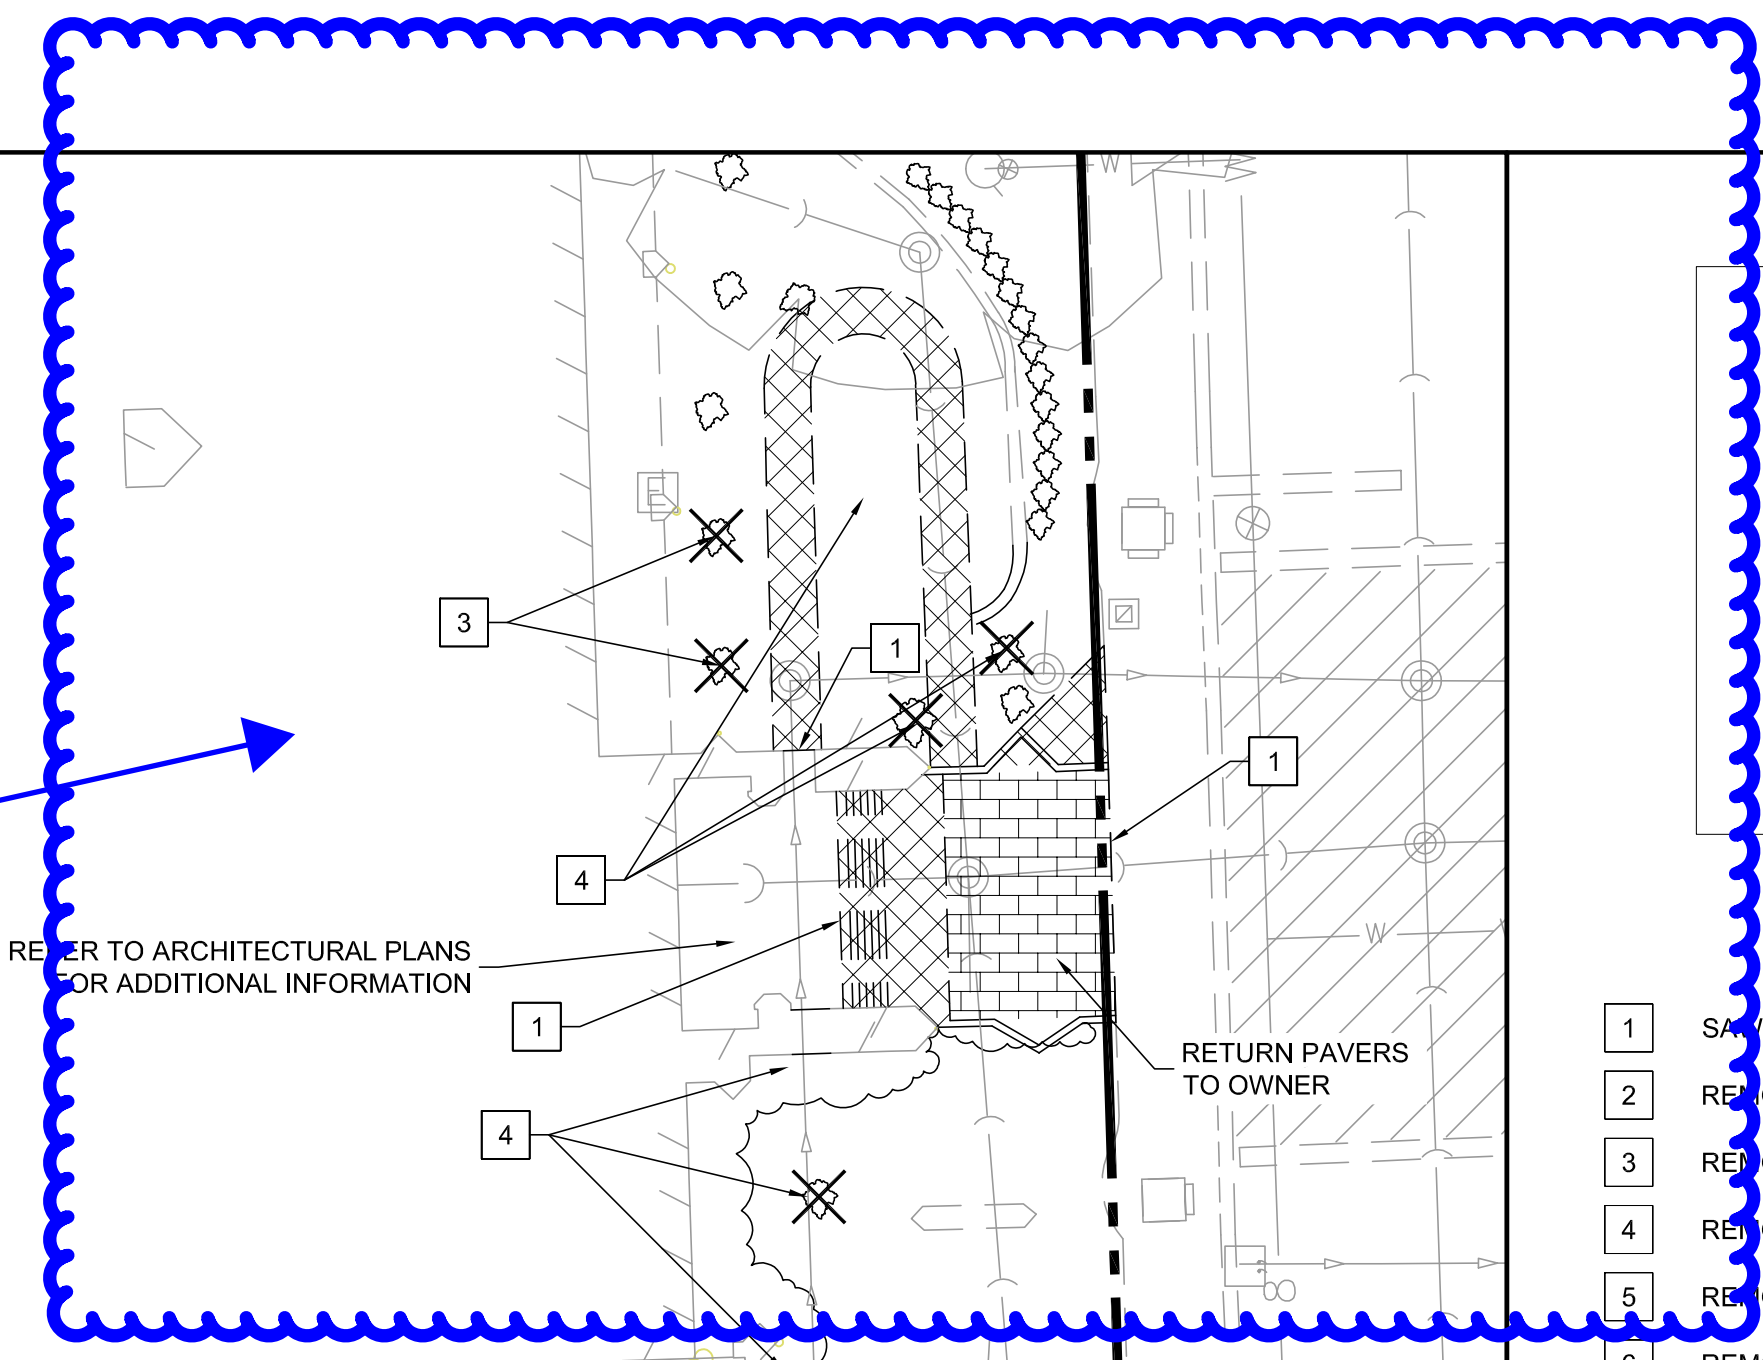 W
3
1
1
4
REFER TO ARCHITECTURAL PLANS
FOR ADDITIONAL INFORMATION
W
1
RETURN PAVERS
TO OWNER
4
1
2
3
4
5